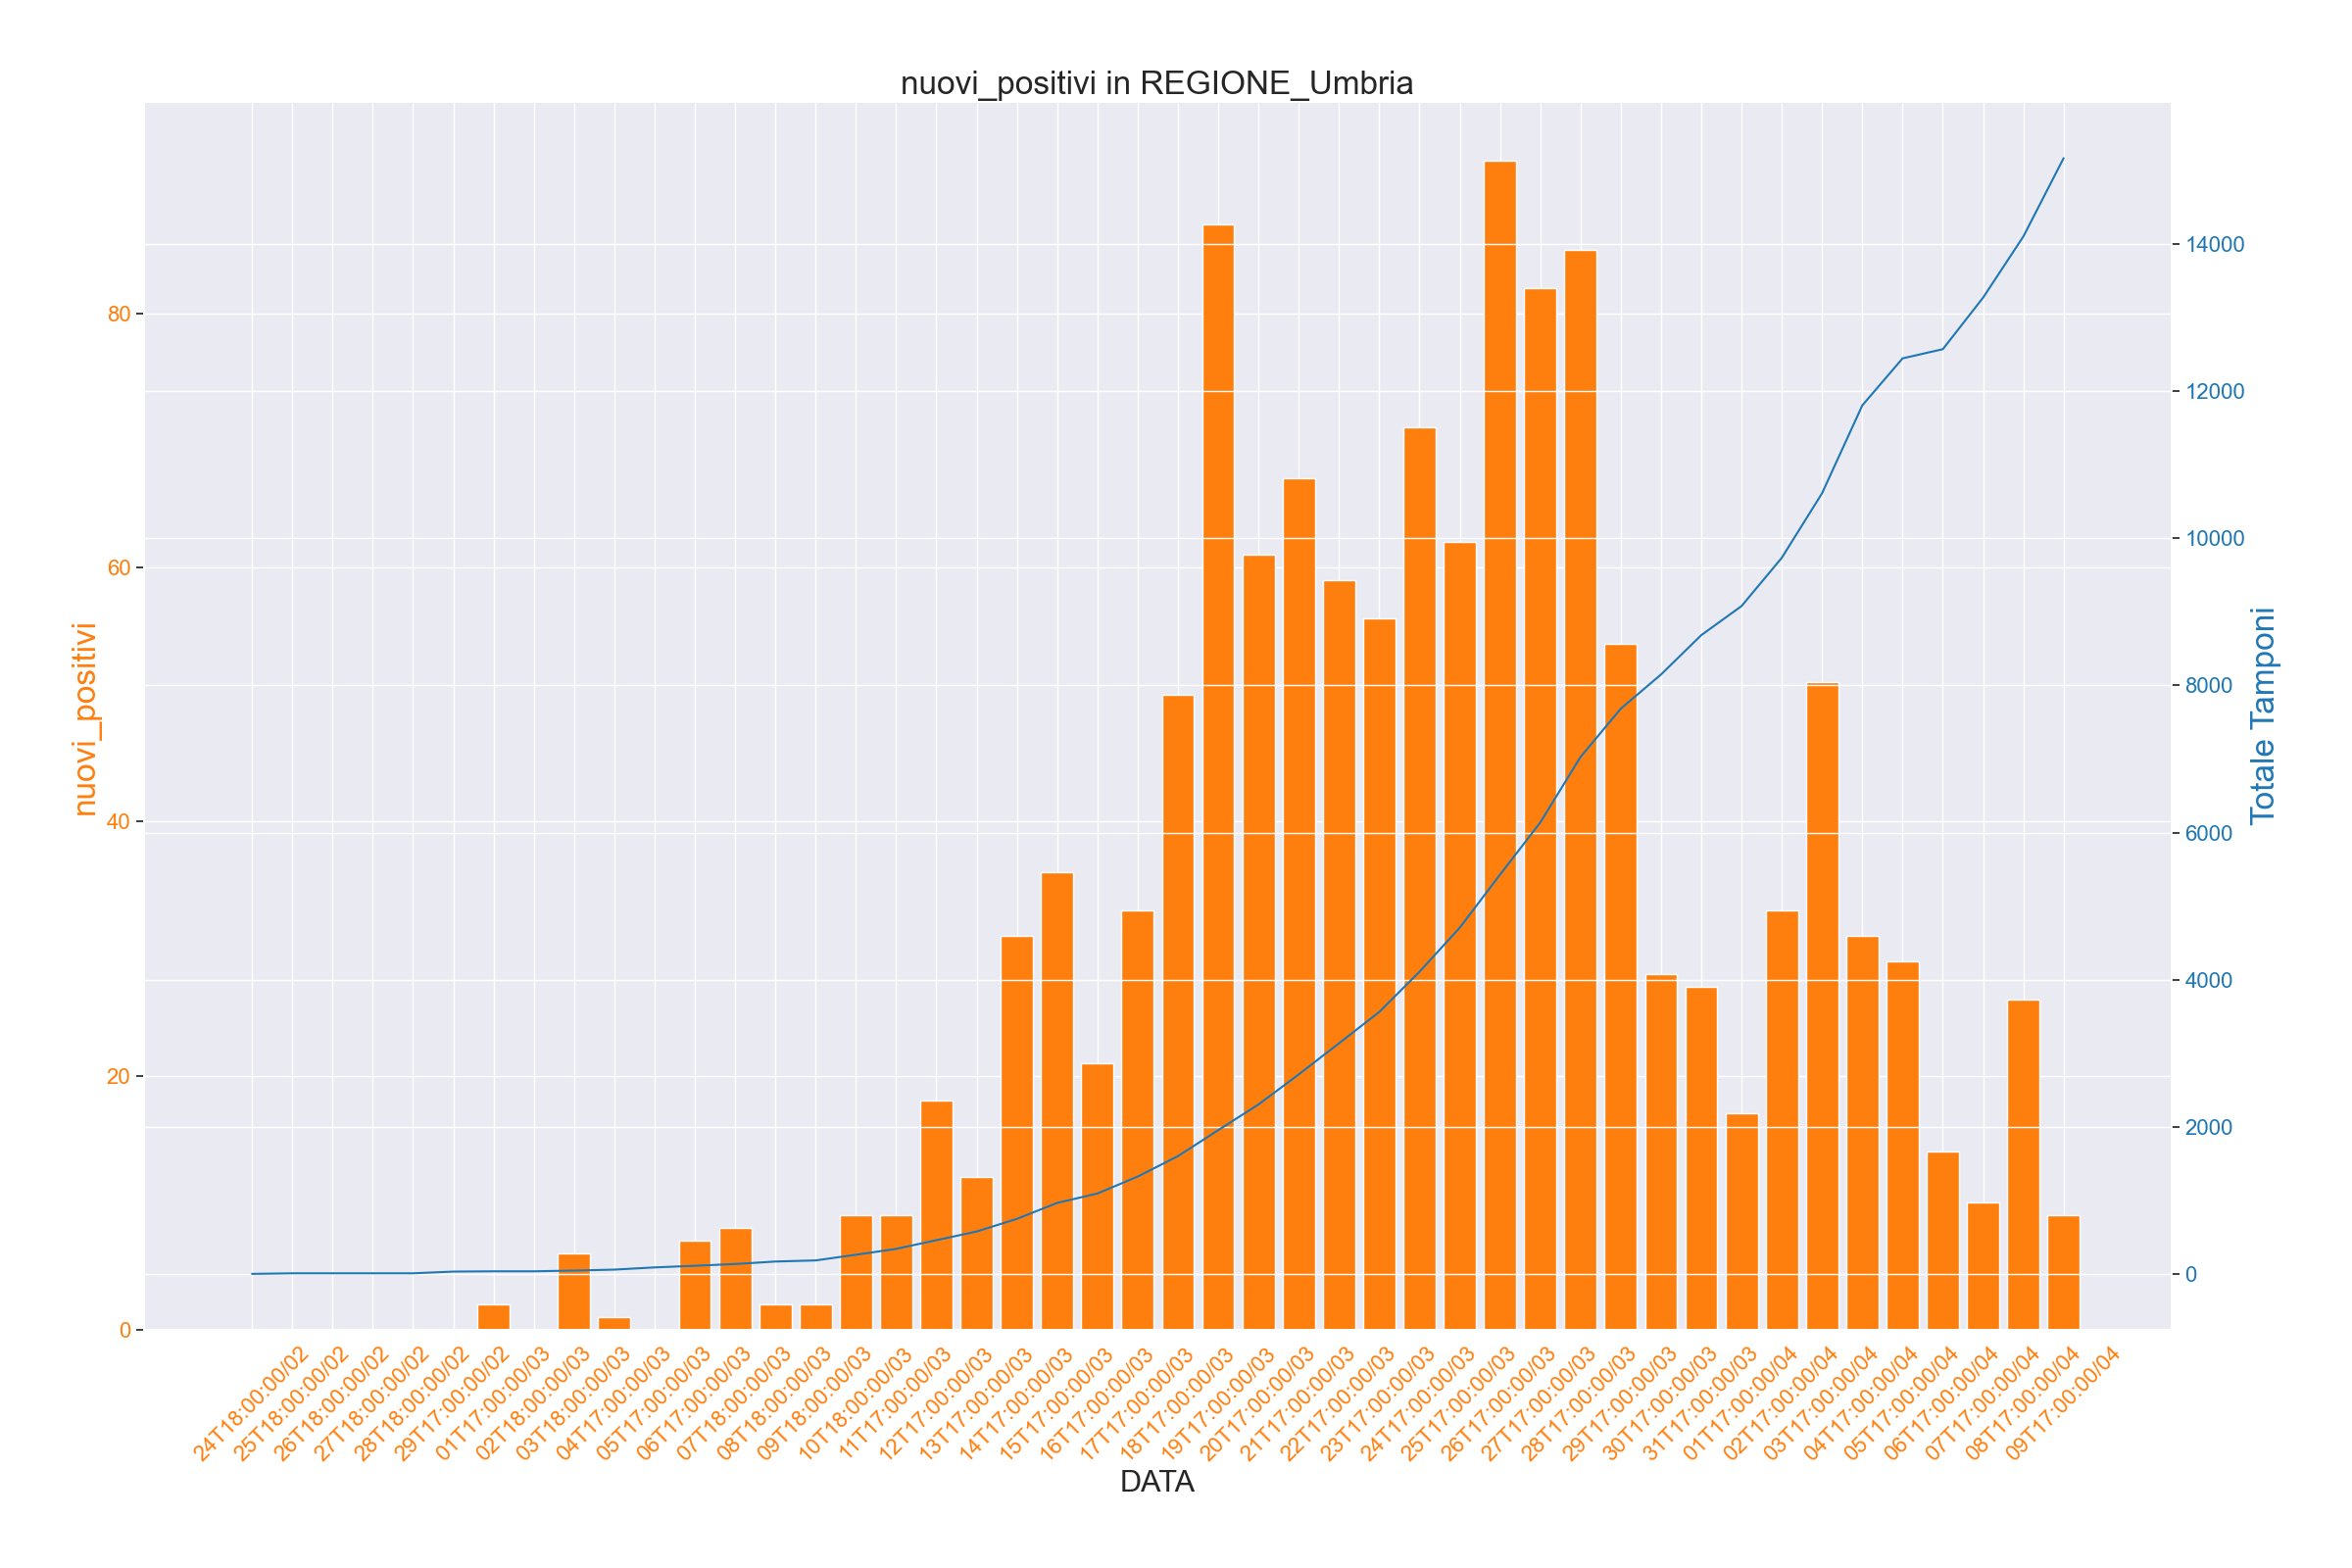 nuovi_positivi in REGIONE_Umbria
nuovi_positivi
80
60
40
20
0
14000
12000
10000
8000
6000
4000
2000
0
Totale Tamponi
24T18:00:00/02
25T18:00:00/02
26T18:00:00/02
27T18:00:00/02
28T18:00:00/02
29T17:00:00/02
01T17:00:00/03
02T18:00:00/03
03T18:00:00/03
04T17:00:00/03
05T17:00:00/03
06T17:00:00/03
07T18:00:00/03
08T18:00:00/03
09T18:00:00/03
10T18:00:00/03
11T17:00:00/03
12T17:00:00/03
13T17:00:00/03
14T17:00:00/03
15T17:00:00/03
16T17:00:00/03
17T17:00:00/03
18T17:00:00/03
19T17:00:00/03
20T17:00:00/03
21T17:00:00/03
22T17:00:00/03
23T17:00:00/03
24T17:00:00/03
25T17:00:00/03
26T17:00:00/03
27T17:00:00/03
28T17:00:00/03
29T17:00:00/03
30T17:00:00/03
31T17:00:00/03
01T17:00:00/04
02T17:00:00/04
03T17:00:00/04
04T17:00:00/04
05T17:00:00/04
06T17:00:00/04
07T17:00:00/04
08T17:00:00/04
09T17:00:00/04
DATA